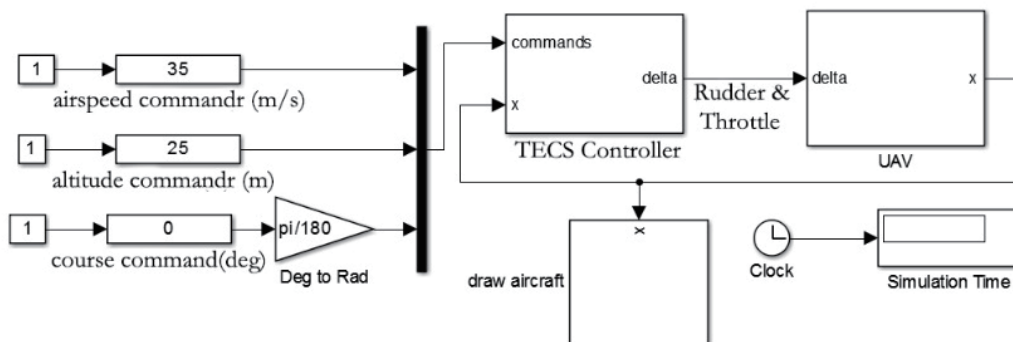 1
35
airspeed commandr (m/s)
1
25
altitude commandr (m)
1
0
pi/180
course command(deg)
Deg to Rad
commands
delta
x
TECS Controller
Rudder &
Throttle
delta
x
UAV
x
draw aircraft
Clock
Simulation Time